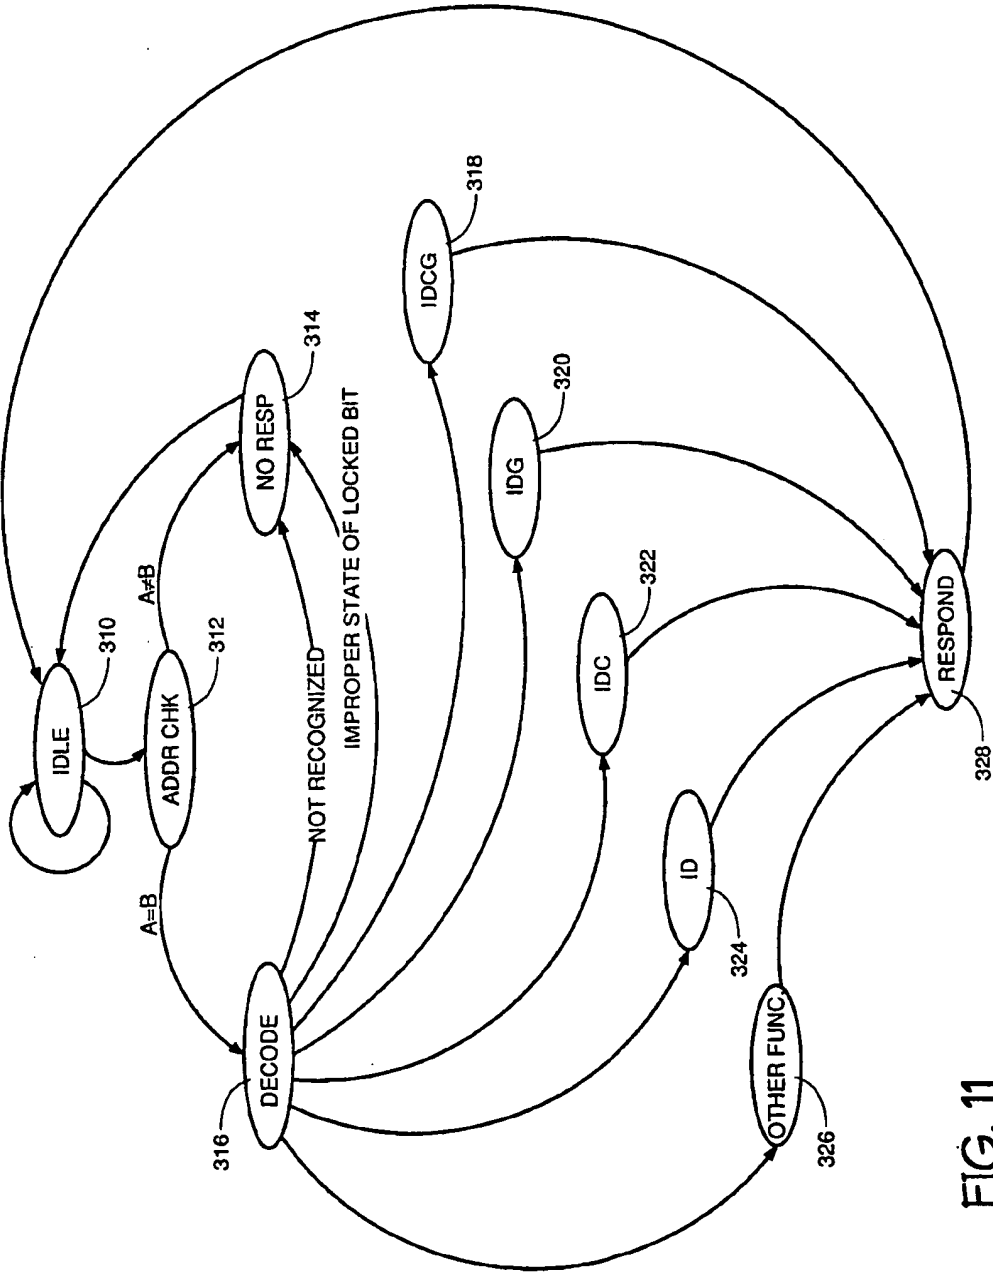 IDLE
310
ADDR CHK
312
A=B
A≠B
NO RESP
314
DECODE
316
NOT RECOGNIZED
IMPROPER STATE OF LOCKED BIT
IDCG
318
IDG
320
IDC
322
ID
324
OTHER FUNC.
326
RESPOND
328
FIG. 11